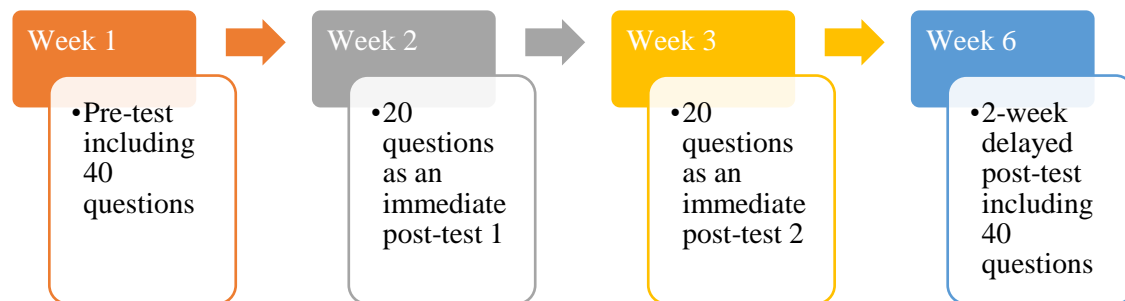 Week 1
•Pre-test
including
40
questions
Week 2
•20
questions
as an
immediate
post-test 1
Week 3
•20
questions
as an
immediate
post-test 2
Week 6
•2-week
delayed
post-test
including
40
questions